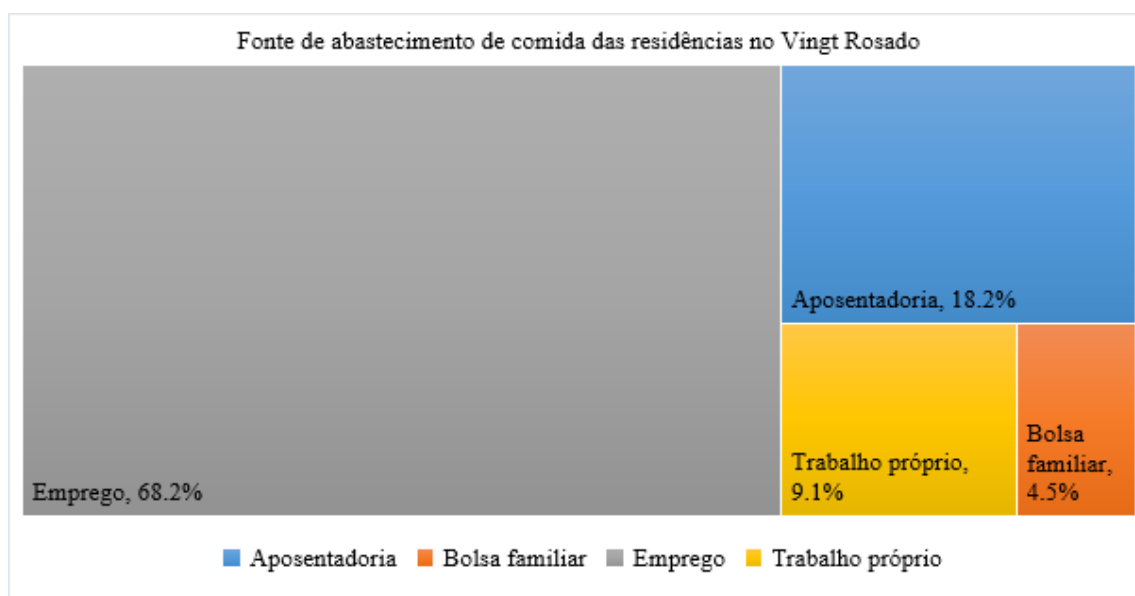 Fonte de abastecimento de comida das residências no Vingt Rosado
Aposentadoria, 18.2%
Emprego, 68.2%
Trabalho próprio,
9.1%
Bolsa
familiar,
4.5%
Aposentadoria Bolsa familiar Emprego Trabalho próprio